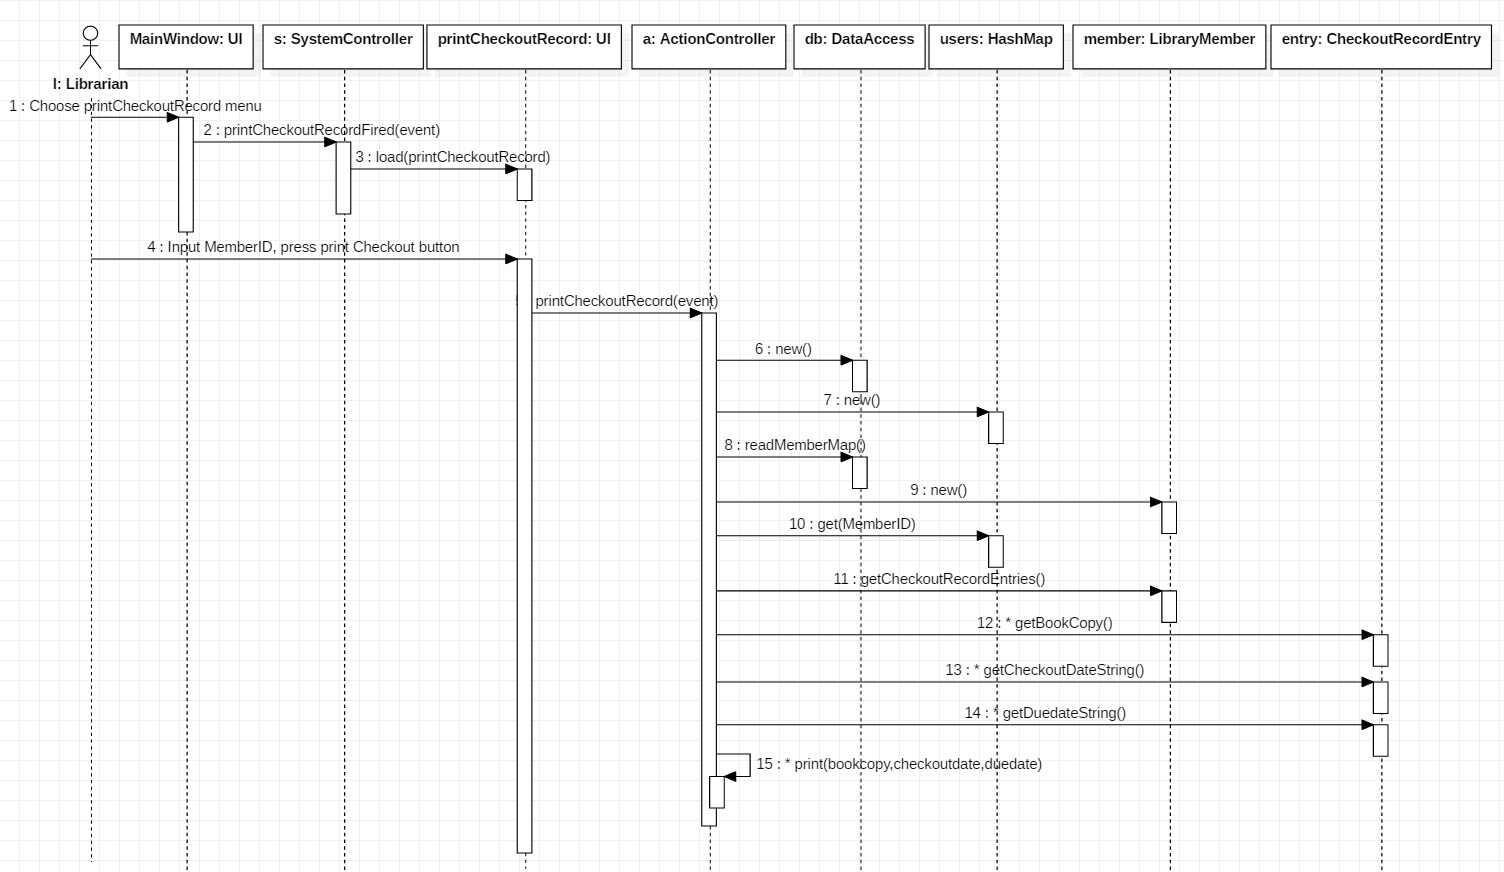 MainWindow: UI
s: SystemController
printCheckoutRecord: UI
a: ActionController
db: DataAccess
users: HashMap
member: LibraryMember
entry: CheckoutRecordEntry
l: Librarian
1 : Choose printCheckoutRecord menu
2 : printCheckoutRecordFired(event)
3 : load(printCheckoutRecord)
4 : Input MemberID, press print Checkout button
printCheckoutRecord(event)
6 : new()
7 : new()
8 : readMemberMap()
9 : new()
10 : get(MemberID)
11 : getCheckoutRecordEntries()
12 : * getBookCopy()
13 : * getCheckoutDateString()
14 : * getDuedateString()
15 : * print(bookcopy,checkoutdate,duedate)